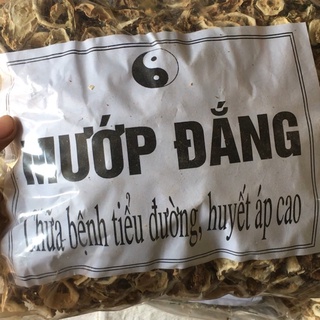 MƯỚP ĐẮNG
Chữa bệnh tiểu đường, huyết áp cao